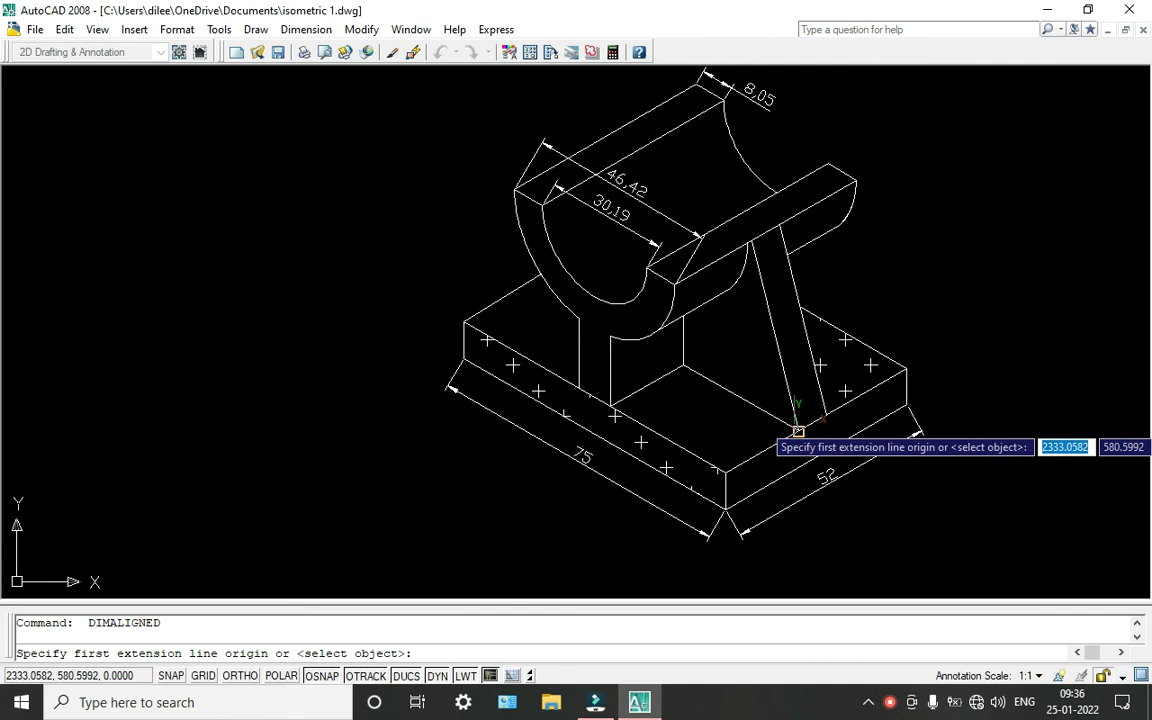 AutoCAD 2008 - [C:\Users\dilee\OneDrive\Documents\isometric 1.dwg]
File Edit View Insert Format Tools Draw Dimension Modify Window Help Express
Type a question for help
2D Drafting & Annotation
8,05
46,42
30,19
Y
X
Specify first extension line origin or <select object>: 2333.0582 580.5992
75
52
Y
X
Command: DIMALIGNED
Specify first extension line origin or <select object>:
2333.0582, 580.5992, 0.0000 SNAP GRID ORTHO POLAR OSNAP OTRACK DUCS DYN LWT Annotation Scale: 1:1
Type here to search
ENG
09:36
25-01-2022